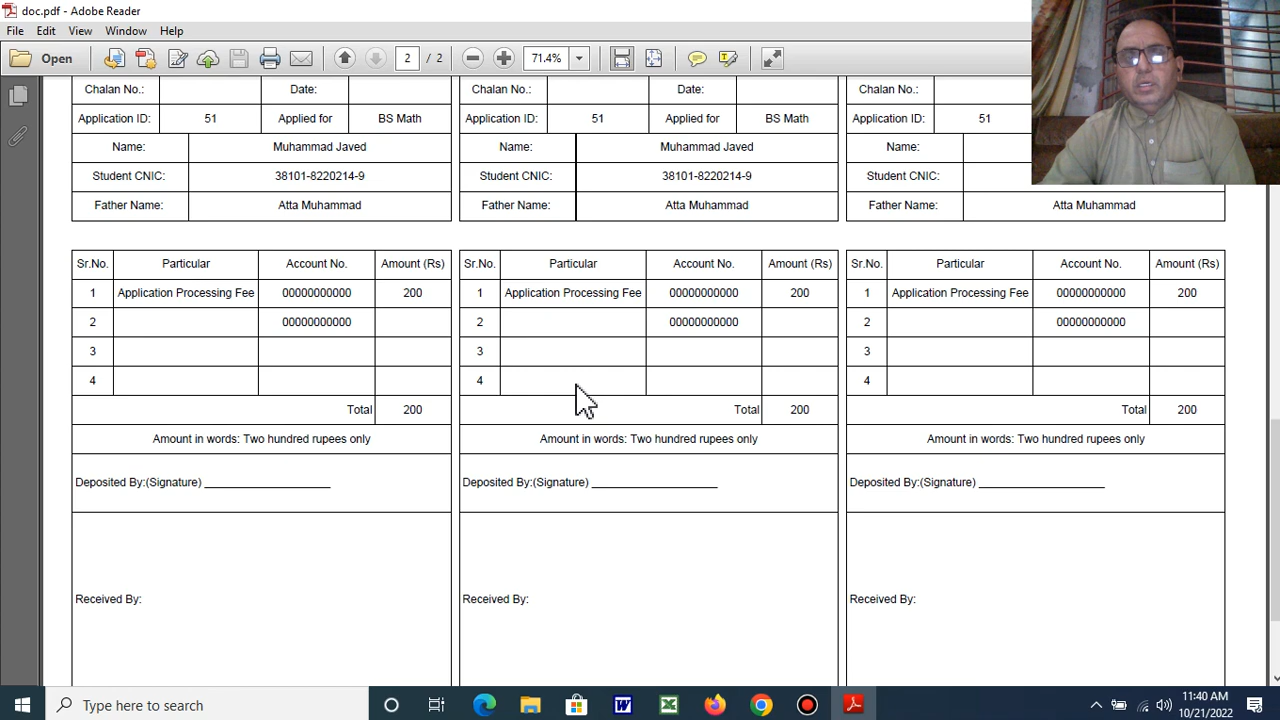 doc.pdf - Adobe Reader
File Edit View Window Help
Open 2 / 2 71.4%
Chalan No.: Date: Chalan No.: Date: Chalan No.:
Application ID: 51 Applied for BS Math Application ID: 51 Applied for BS Math Application ID: 51
Name: Muhammad Javed Name: Muhammad Javed Name:
Student CNIC: 38101-8220214-9 Student CNIC: 38101-8220214-9 Student CNIC:
Father Name: Atta Muhammad Father Name: Atta Muhammad Father Name: Atta Muhammad
Sr.No. Particular Account No. Amount (Rs) Sr.No. Particular Account No. Amount (Rs) Sr.No. Particular Account No. Amount (Rs)
1 Application Processing Fee 00000000000 200 1 Application Processing Fee 00000000000 200 1 Application Processing Fee 00000000000 200
2 00000000000 2 00000000000 2 00000000000
3 3 3
4 4 4
Total 200 Total 200 Total 200
Amount in words: Two hundred rupees only Amount in words: Two hundred rupees only Amount in words: Two hundred rupees only
Deposited By:(Signature) ____________________ Deposited By:(Signature) ____________________ Deposited By:(Signature) ____________________
Received By: Received By: Received By:
Type here to search
11:40 AM
10/21/2022